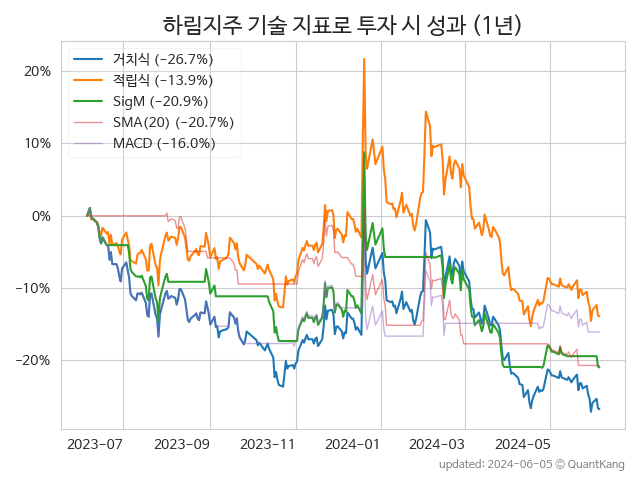 하림지주 기술 지표로 투자 시 성과 (1년)
거치식 (−26.7%)
적립식 (−13.9%)
SigM (−20.9%)
SMA(20) (−20.7%)
MACD (−16.0%)
20%
10%
0%
−10%
−20%
2023-07
2023-09
2023-11
2024-01
2024-03
2024-05
updated: 2024-06-05 © QuantKang